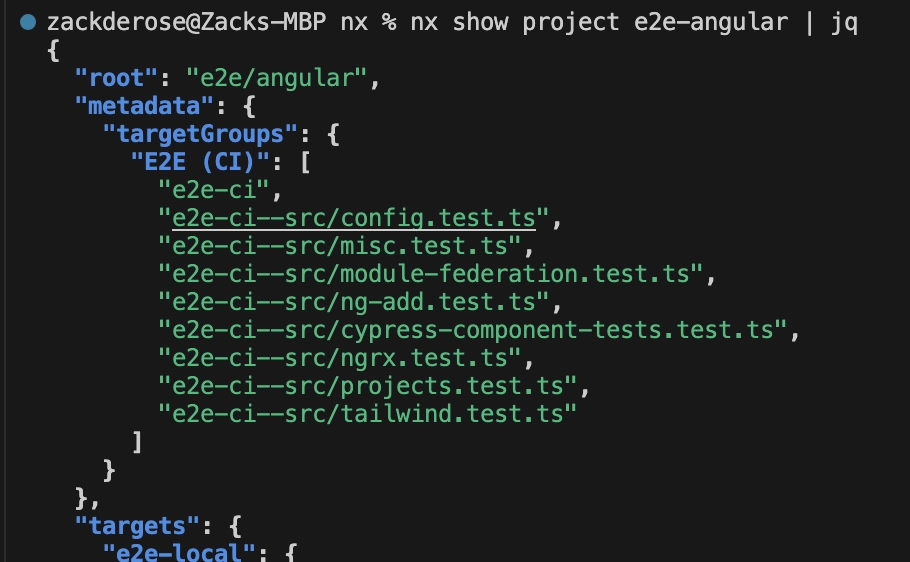 zackderose@Zacks-MBP nx % nx show project e2e-angular | jq
{
  "root": "e2e/angular",
  "metadata": {
    "targetGroups": {
      "E2E (CI)": [
        "e2e-ci",
        "e2e-ci--src/config.test.ts",
        "e2e-ci--src/misc.test.ts",
        "e2e-ci--src/module-federation.test.ts",
        "e2e-ci--src/ng-add.test.ts",
        "e2e-ci--src/cypress-component-tests.test.ts",
        "e2e-ci--src/ngrx.test.ts",
        "e2e-ci--src/projects.test.ts",
        "e2e-ci--src/tailwind.test.ts"
      ]
    }
  },
  "targets": {
    "e2e-local": {